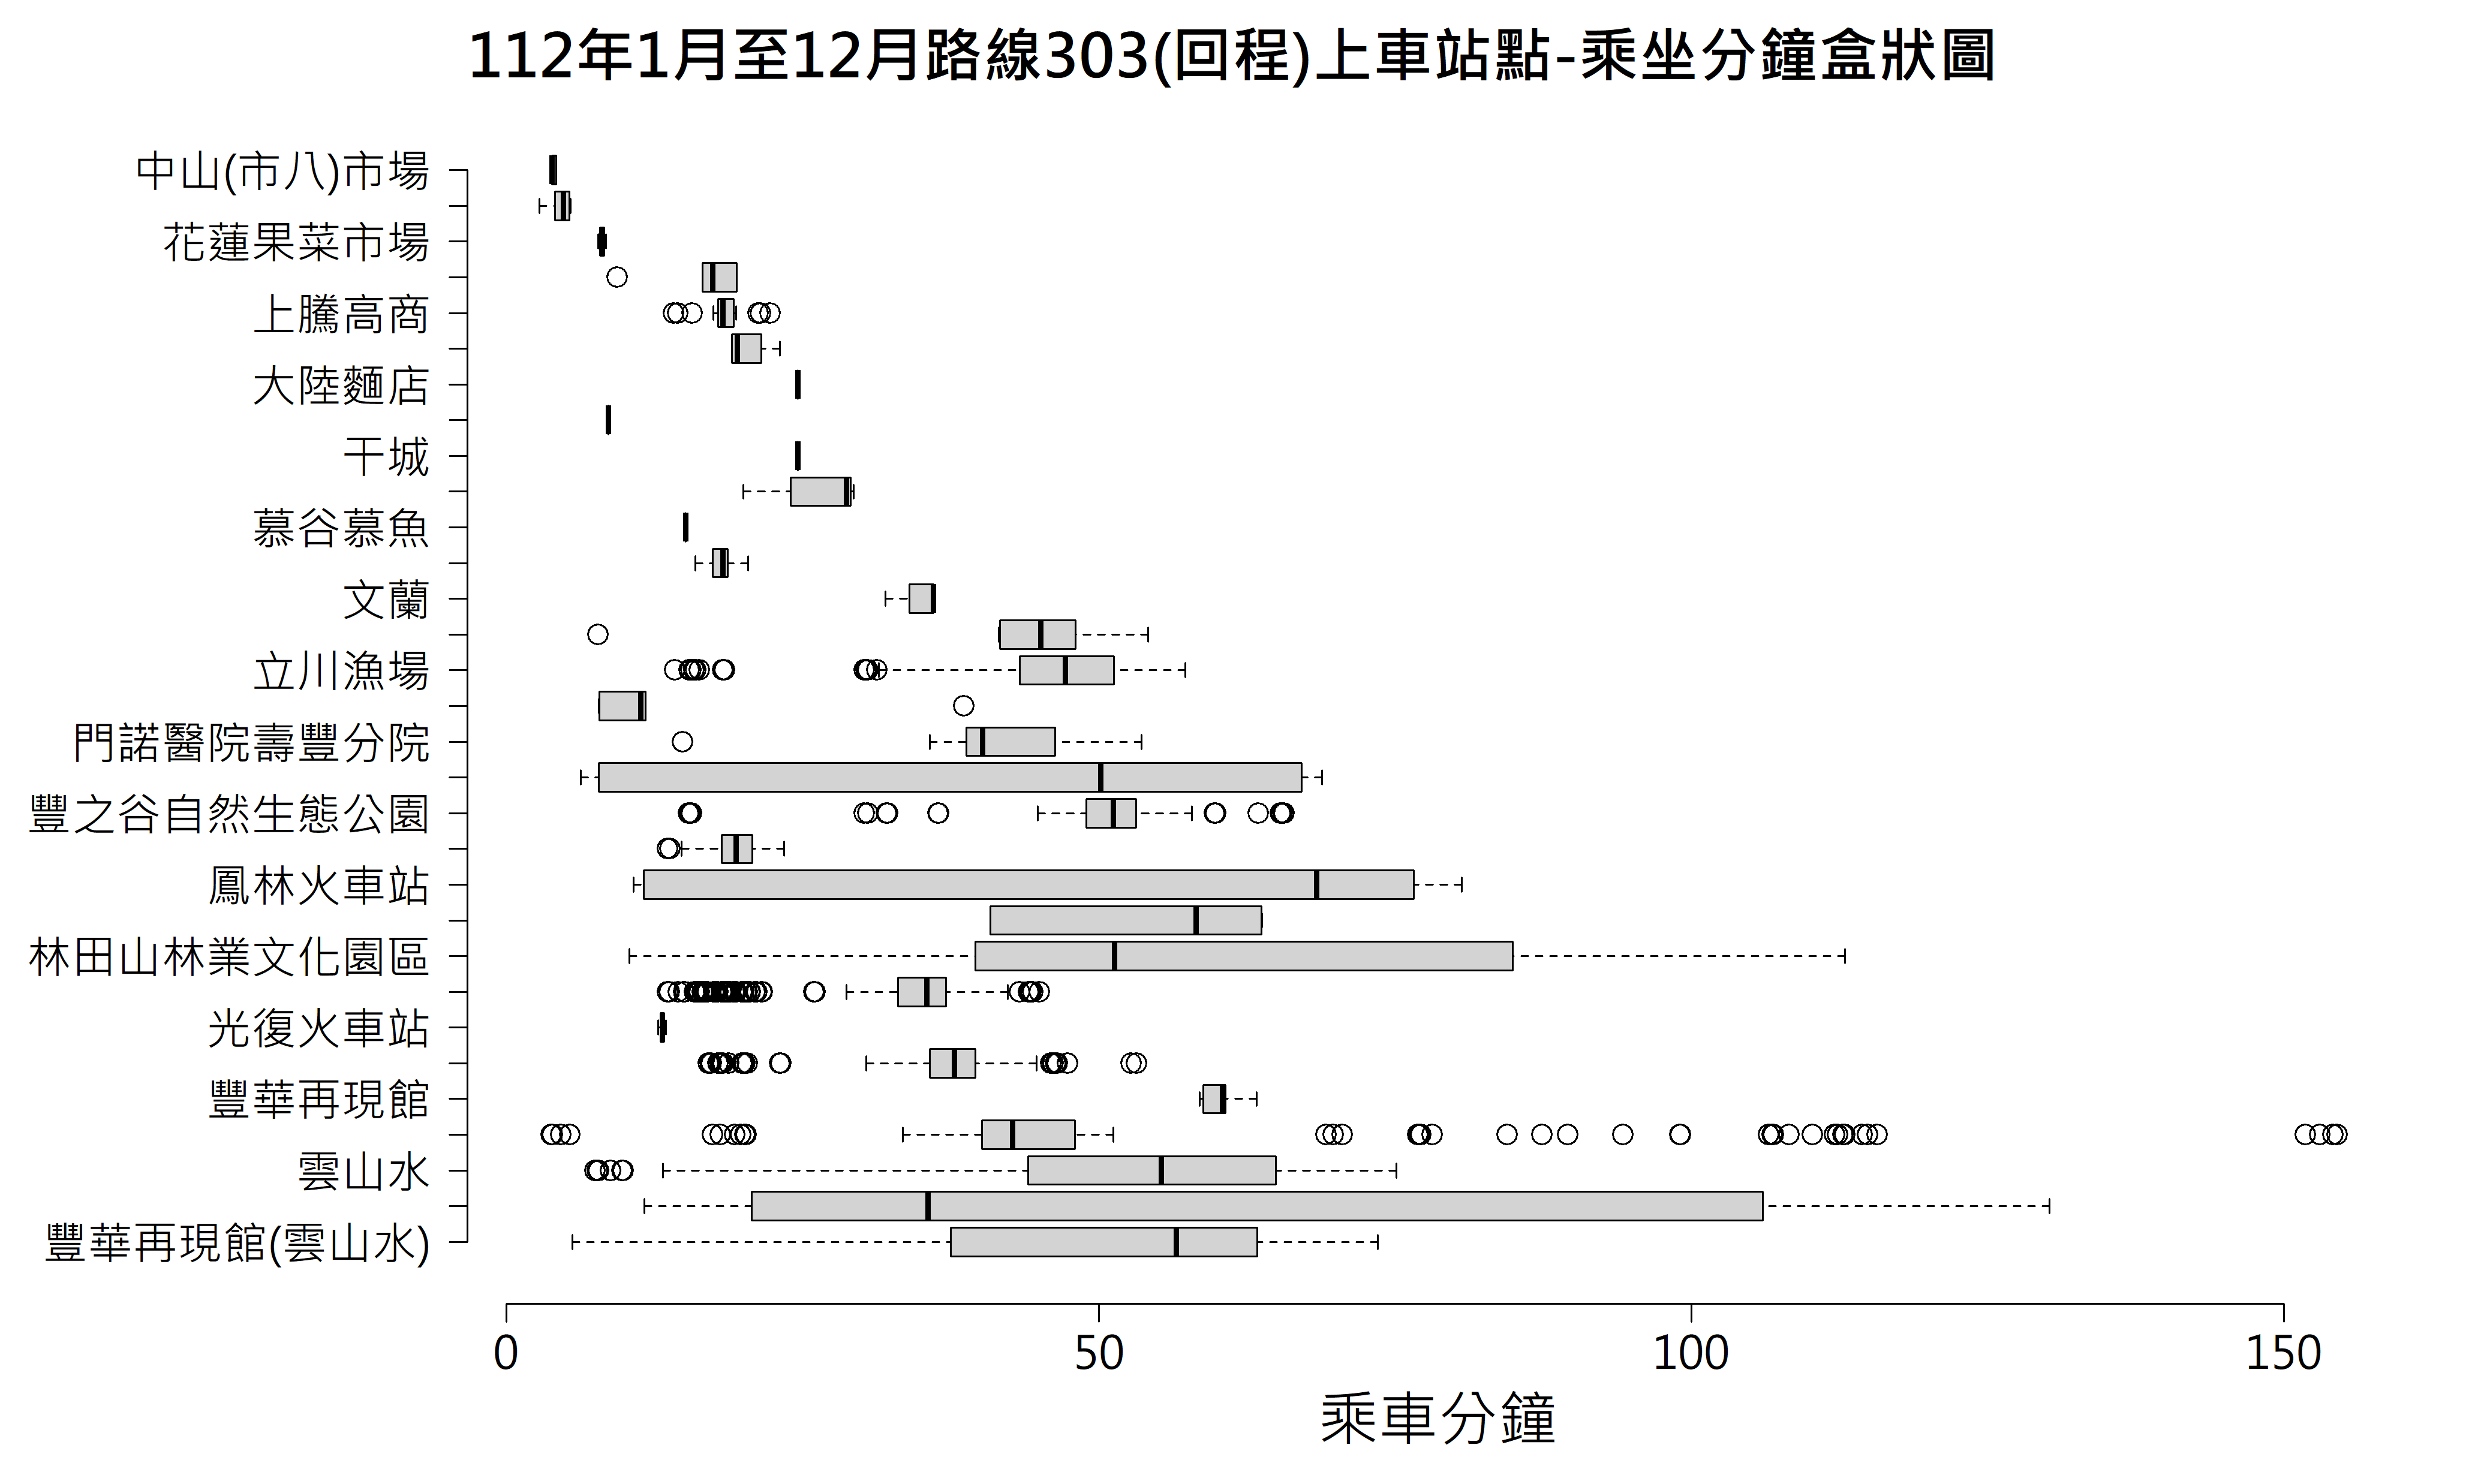 112年1月至12月路線303(回程)上車站點-乘坐分鐘盒狀圖
中山(市八)市場
花蓮果菜市場
上騰高商
大陸麵店
干城
慕谷慕魚
文蘭
立川漁場
門諾醫院壽豐分院
豐之谷自然生態公園
鳳林火車站
林田山林業文化園區
光復火車站
豐華再現館
雲山水
豐華再現館(雲山水)
0 50 100 150
乘車分鐘